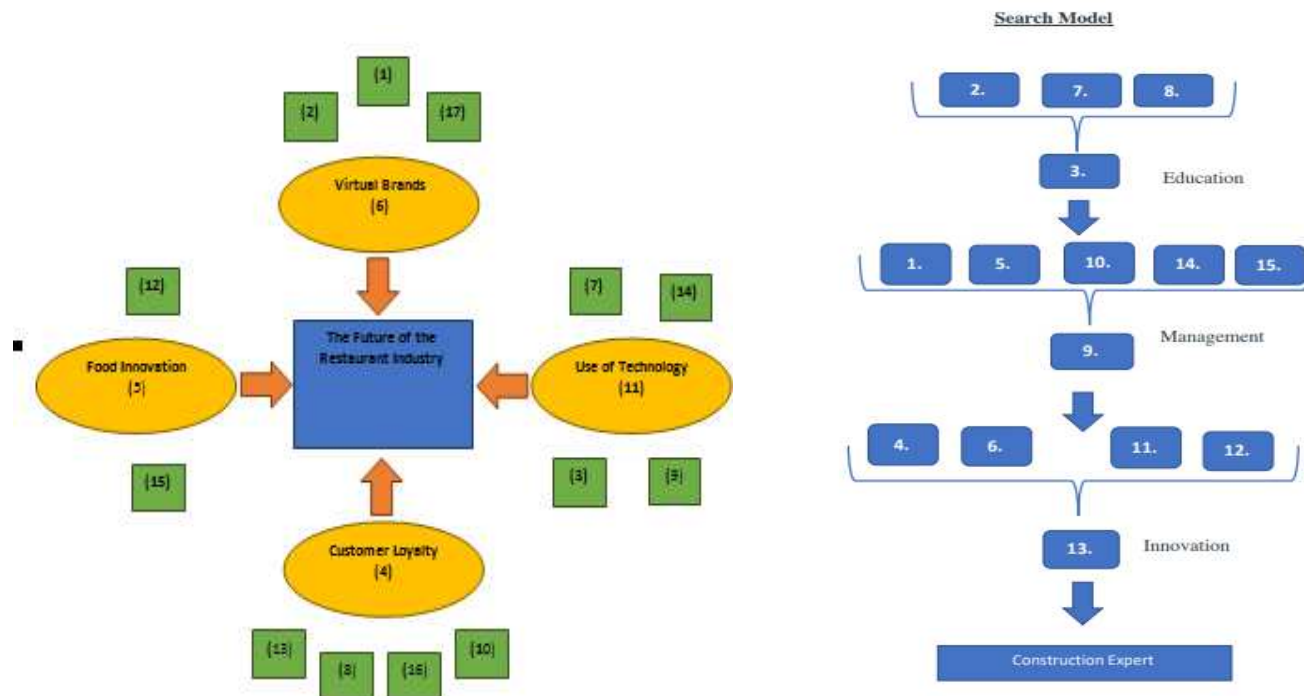 (1)
(2)
(17)
Virtual Brands
(6)
(12)
(7)
(14)
The Future of the
Restaurant Industry
Food Innovation
(5)
Use of Technology
(11)
(15)
(3)
(9)
Customer Loyalty
(4)
(13)
(8)
(16)
(10)
Search Model
2.
7.
8.
3.
Education
1.
5.
10.
14.
15.
9.
Management
4.
6.
11.
12.
13.
Innovation
Construction Expert